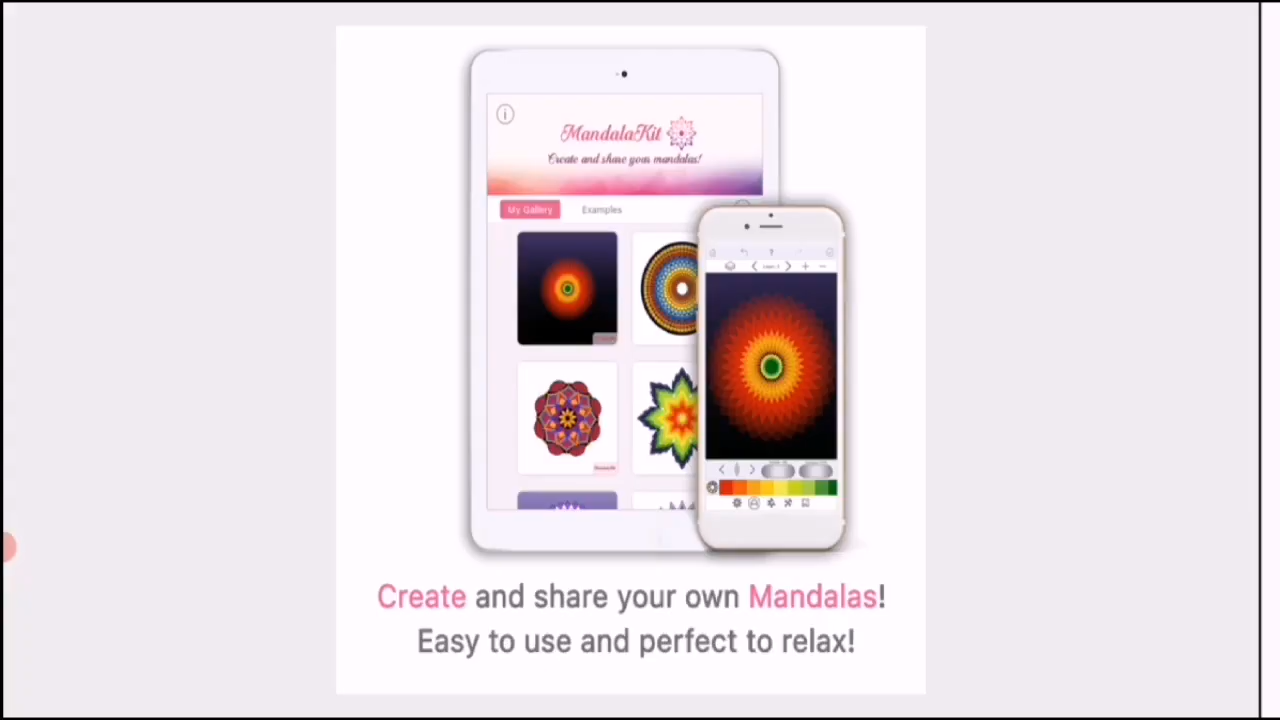 MandalaKit
Create and share your mandalas!
My Gallery
Examples
Create and share your own Mandalas!
Easy to use and perfect to relax!